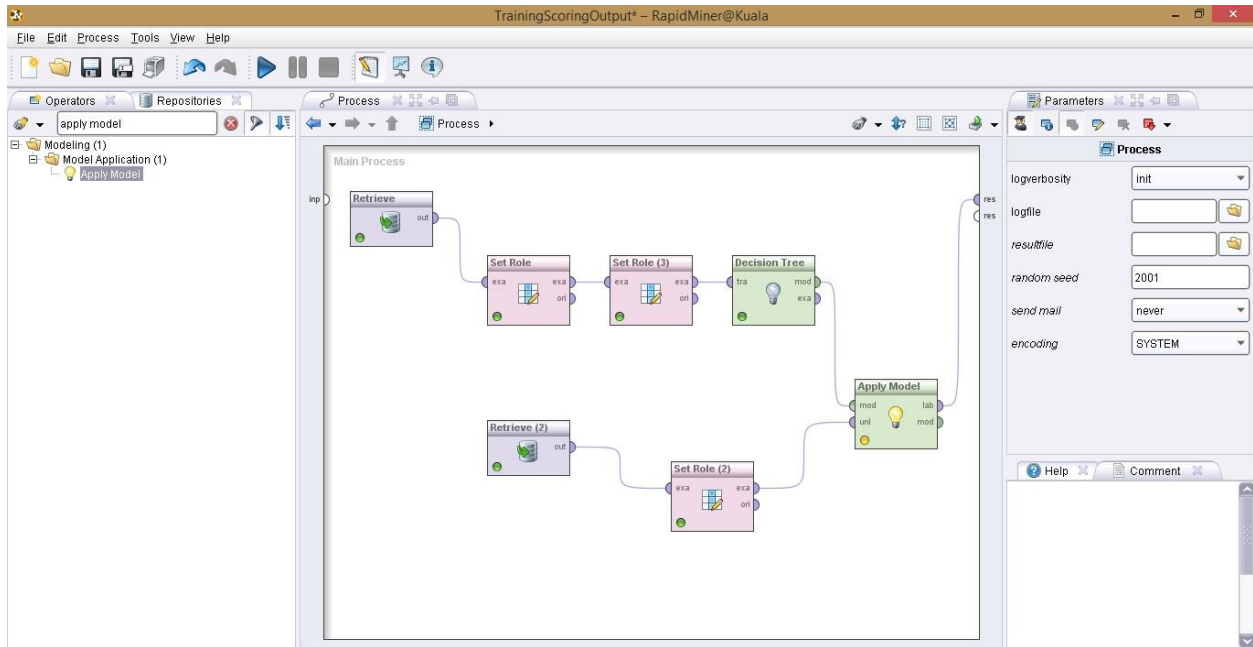 TrainingScoringOutput* – RapidMiner@Kuala
File Edit Process Tools View Help
Operators
Repositories
apply model
Modeling (1)
Model Application (1)
Apply Model
Process
Process
Main Process
inp
Retrieve
out
res
res
Set Role
exa exa
ori
Set Role (3)
exa exa
ori
Decision Tree
tra mod
exa
Apply Model
mod lab
unl mod
Retrieve (2)
out
Set Role (2)
exa exa
ori
Parameters
Process
logverbosity init
logfile
resultfile
random seed 2001
send mail never
encoding SYSTEM
Help
Comment